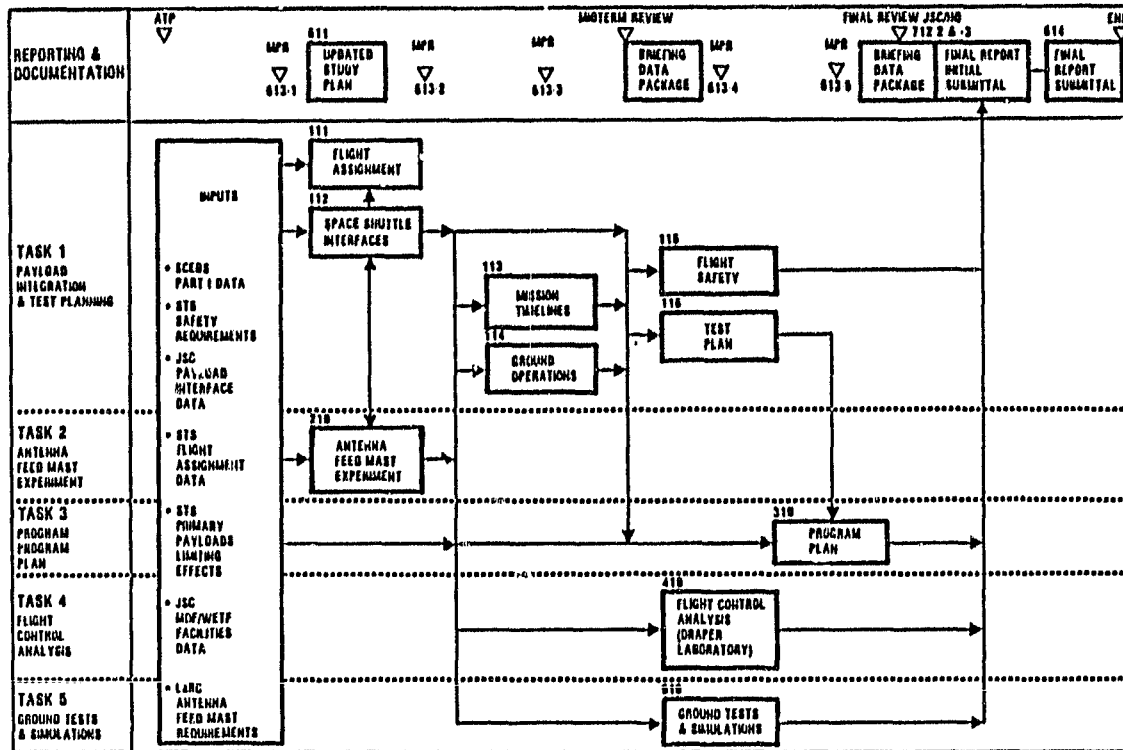 REPORTING &
DOCUMENTATION
ATP
MPR
613-1
611
UPDATED
STUDY
PLAN
MPR
613-2
MPR
613-3
MIDTERM REVIEW
BRIEFING
DATA
PACKAGE
MPR
613-4
MPR
613-5
FINAL REVIEW JSC/HQ
712 2 & -3
BRIEFING
DATA
PACKAGE
FINAL REPORT
INITIAL
SUBMITTAL
614
FINAL
REPORT
SUBMITTAL
TASK 1
PAYLOAD
INTEGRATION
& TEST PLANNING
INPUTS
• SCEDS
PART I DATA
• STS
SAFETY
REQUIREMENTS
• JSC
PAYLOAD
INTERFACE
DATA
• STS
FLIGHT
ASSIGNMENT
DATA
• STS
PRIMARY
PAYLOADS
LIMITING
EFFECTS
• JSC
MDF/WETF
FACILITIES
DATA
• LaRC
ANTENNA
FEED MAST
REQUIREMENTS
111
FLIGHT
ASSIGNMENT
112
SPACE SHUTTLE
INTERFACES
113
MISSION
TIMELINES
114
GROUND
OPERATIONS
115
FLIGHT
SAFETY
116
TEST
PLAN
TASK 2
ANTENNA
FEED MAST
EXPERIMENT
210
ANTENNA
FEED MAST
EXPERIMENT
TASK 3
PROGRAM
PROGRAM
PLAN
310
PROGRAM
PLAN
TASK 4
FLIGHT
CONTROL
ANALYSIS
410
FLIGHT CONTROL
ANALYSIS
(DRAPER
LABORATORY)
TASK 5
GROUND TESTS
& SIMULATIONS
GROUND TESTS
& SIMULATIONS